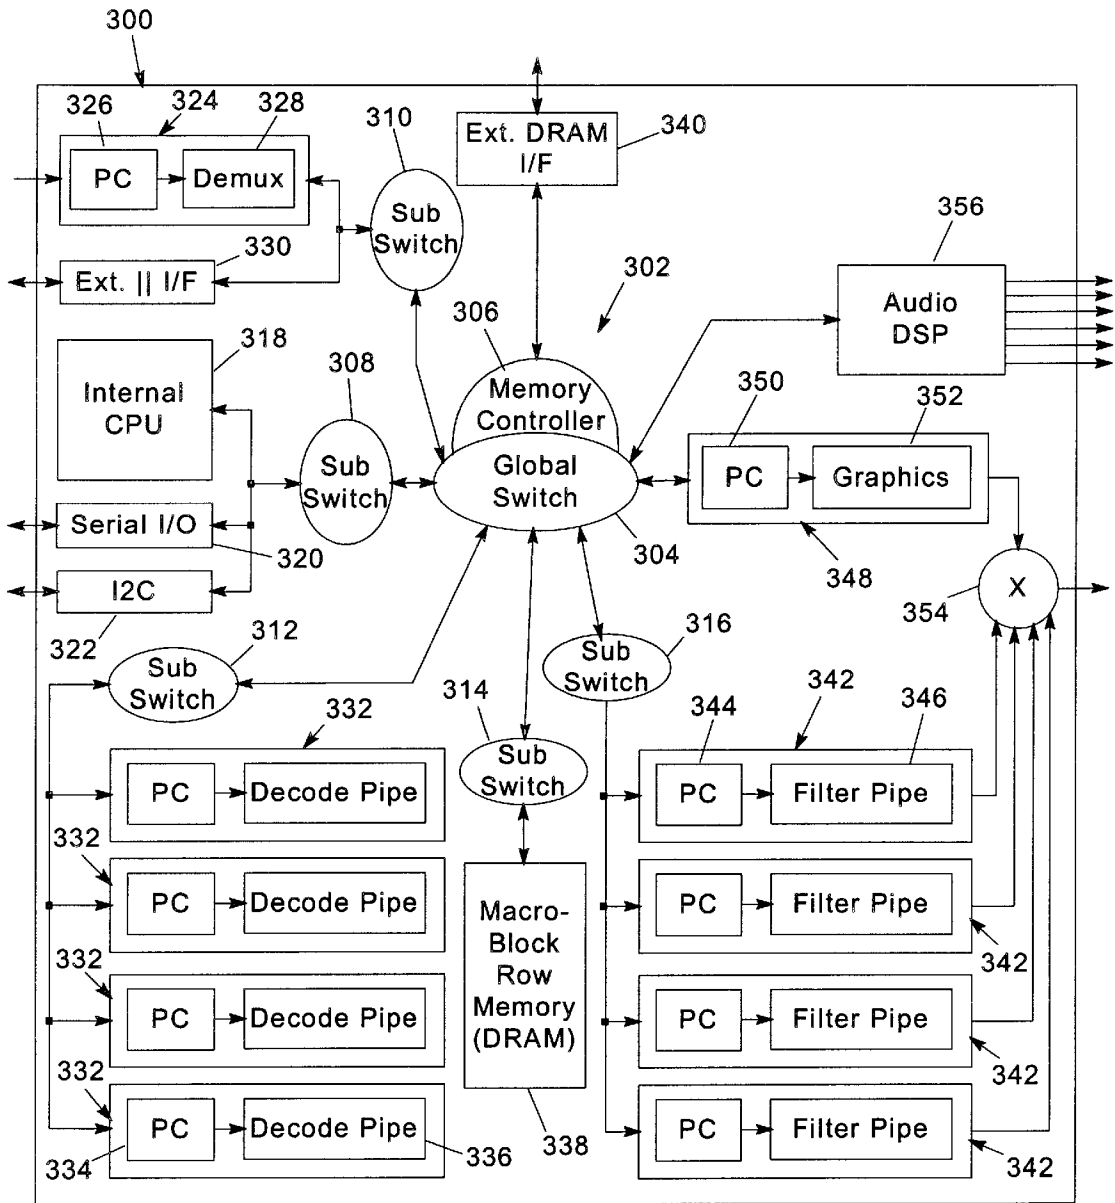 300
326
324
328
310
Ext. DRAM
I/F
340
PC
Demux
Sub
Switch
330
Ext. || I/F
302
356
Audio
DSP
306
318
Internal
CPU
308
Memory
Controller
350
352
Sub
Switch
Global
Switch
PC
Graphics
Serial I/O
320
304
348
I2C
322
X
354
312
316
Sub
Switch
Sub
Switch
314
332
344
342
346
Sub
Switch
PC
Decode Pipe
PC
Filter Pipe
332
PC
Decode Pipe
Macro-
Block
Row
Memory
(DRAM)
PC
Filter Pipe
342
332
PC
Decode Pipe
PC
Filter Pipe
342
332
PC
Decode Pipe
334
336
338
PC
Filter Pipe
342